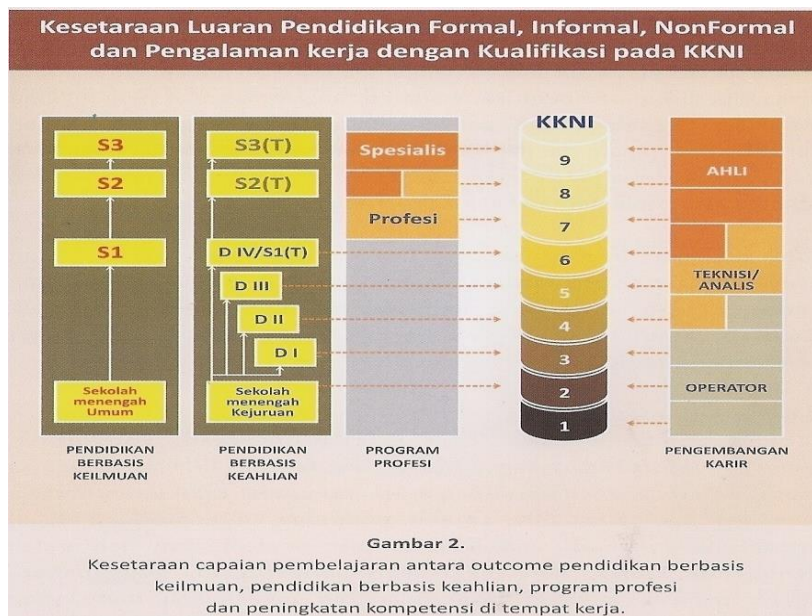 Kesetaraan Luaran Pendidikan Formal, Informal, NonFormal
dan Pengalaman kerja dengan Kualifikasi pada KKNI
S3
S2
S1
Sekolah
menengah
Umum
PENDIDIKAN
BERBASIS
KEILMUAN
S3(T)
S2(T)
D IV/S1(T)
D III
D II
D I
Sekolah
menengah
Kejuruan
PENDIDIKAN
BERBASIS
KEAHLIAN
Spesialis
Profesi
PROGRAM
PROFESI
KKNI
9
8
7
6
5
4
3
2
1
AHLI
TEKNISI/
ANALIS
OPERATOR
PENGEMBANGAN
KARIR
Gambar 2.
Kesetaraan capaian pembelajaran antara outcome pendidikan berbasis
keilmuan, pendidikan berbasis keahlian, program profesi
dan peningkatan kompetensi di tempat kerja.